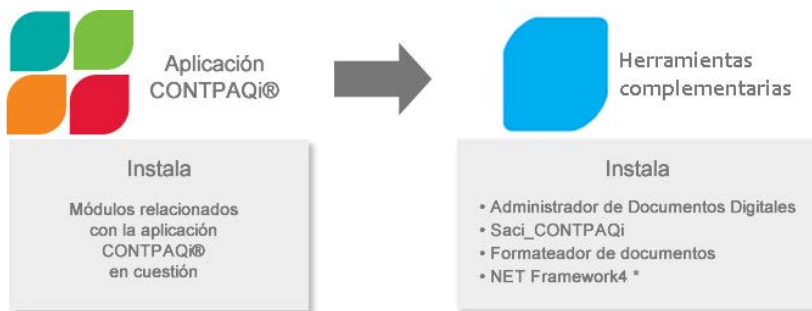 Aplicación
CONTPAQi®
Herramientas
complementarias
Instala
Módulos relacionados
con la aplicación
CONTPAQi®
en cuestión
Instala
• Administrador de Documentos Digitales
• Saci_CONTPAQi
• Formateador de documentos
• NET Framework4 *